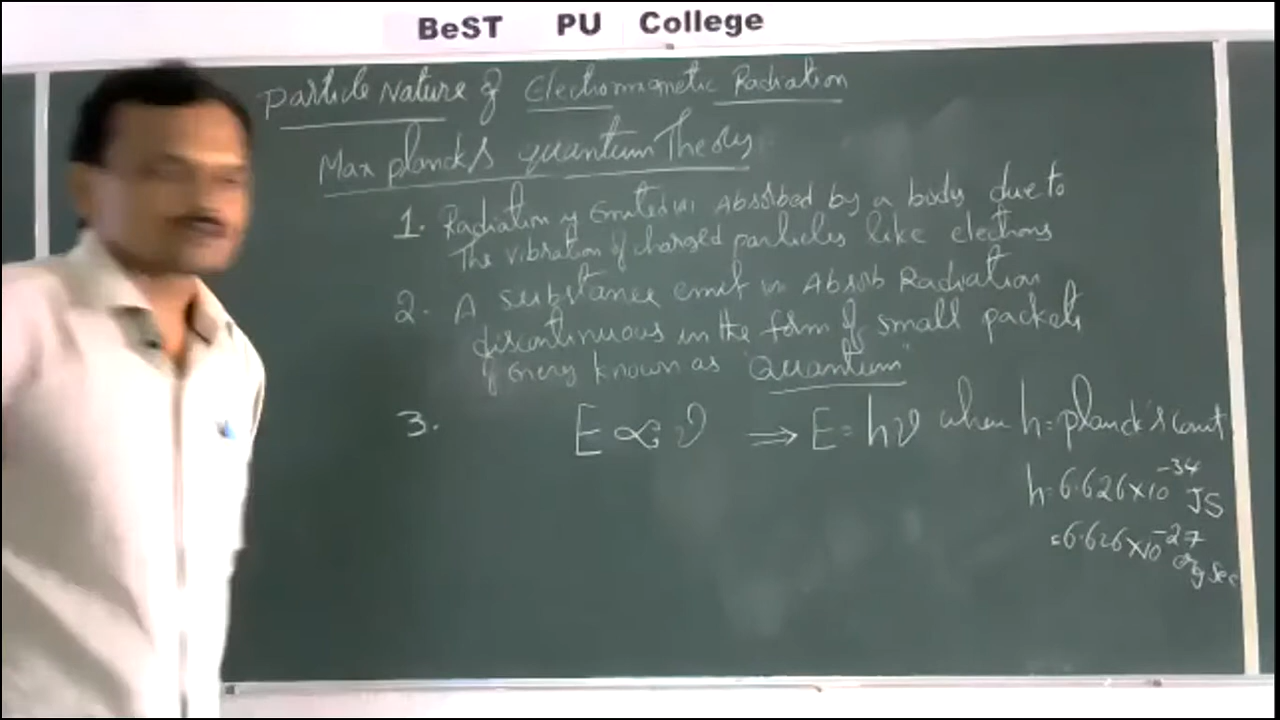 BeST PU College
Particle Nature of Electromagnetic Radiation
Max planck's quantum Theory
1. Radiation is Emitted or Absorbed by a body due to
The vibration of charged particles like electrons
2. A substance emit or Absorb Radiation
discontinuous in the form of small packets
of Energy known as "Quantum"
3. E ∝ ν ⇒ E = hν when h = planck's const
h = 6.626×10⁻³⁴ JS
= 6.626×10⁻²⁷
erg sec